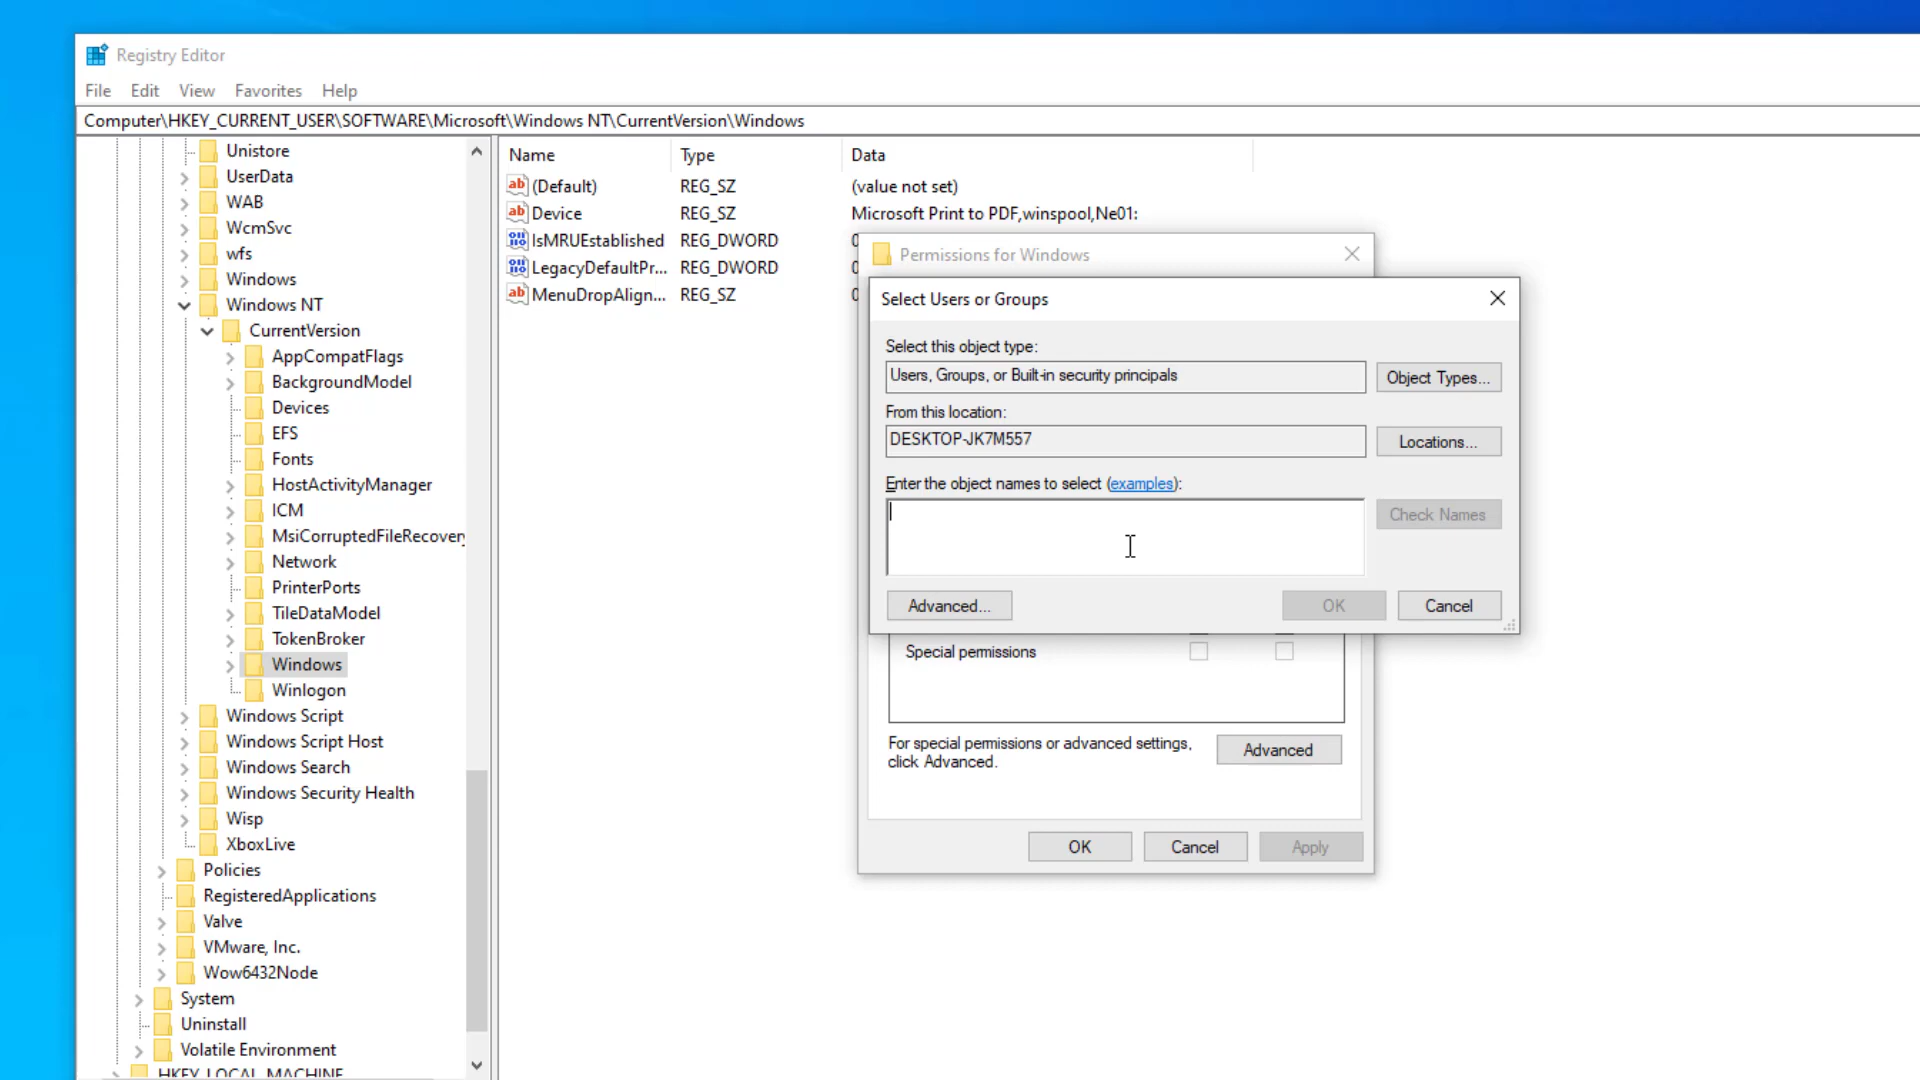 Registry Editor
File Edit View Favorites Help
Computer\HKEY_CURRENT_USER\SOFTWARE\Microsoft\Windows NT\CurrentVersion\Windows
Unistore
UserData
WAB
WcmSvc
wfs
Windows
Windows NT
CurrentVersion
AppCompatFlags
BackgroundModel
Devices
EFS
Fonts
HostActivityManager
ICM
MsiCorruptedFileRecovery
Network
PrinterPorts
TileDataModel
TokenBroker
Windows
Winlogon
Windows Script
Windows Script Host
Windows Search
Windows Security Health
Wisp
XboxLive
Policies
RegisteredApplications
Valve
VMware, Inc.
Wow6432Node
System
Uninstall
Volatile Environment
HKEY_LOCAL_MACHINE
Name Type Data
(Default) REG_SZ (value not set)
Device REG_SZ Microsoft Print to PDF,winspool,Ne01:
IsMRUEstablished REG_DWORD
LegacyDefaultPr... REG_DWORD
MenuDropAlign... REG_SZ
Permissions for Windows
Select Users or Groups
Select this object type:
Users, Groups, or Built-in security principals Object Types...
From this location:
DESKTOP-JK7M557 Locations...
Enter the object names to select (examples):
Check Names
Advanced... OK Cancel
Special permissions
For special permissions or advanced settings,
click Advanced.
Advanced
OK Cancel Apply